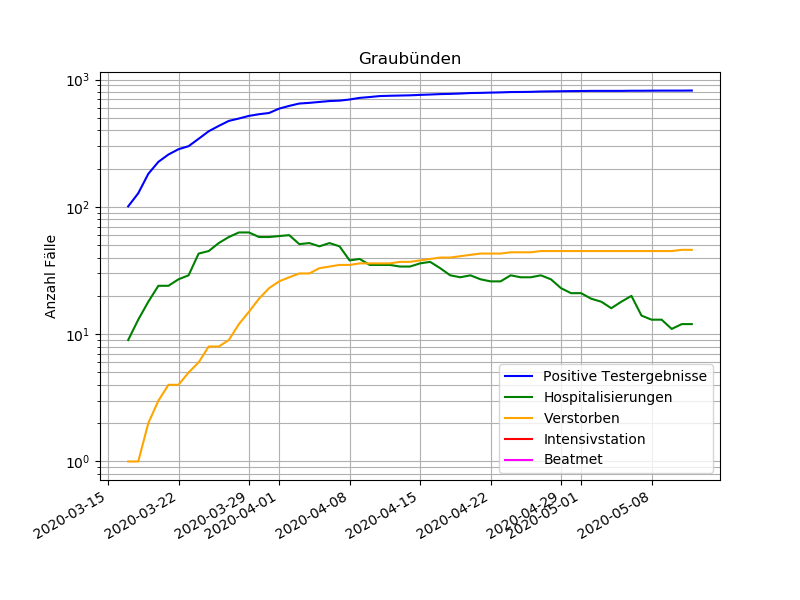 Graubünden
Anzahl Fälle
10³
10²
10¹
10⁰
Positive Testergebnisse
Hospitalisierungen
Verstorben
Intensivstation
Beatmet
2020-03-15
2020-03-22
2020-03-29
2020-04-01
2020-04-08
2020-04-15
2020-04-22
2020-04-29
2020-05-01
2020-05-08